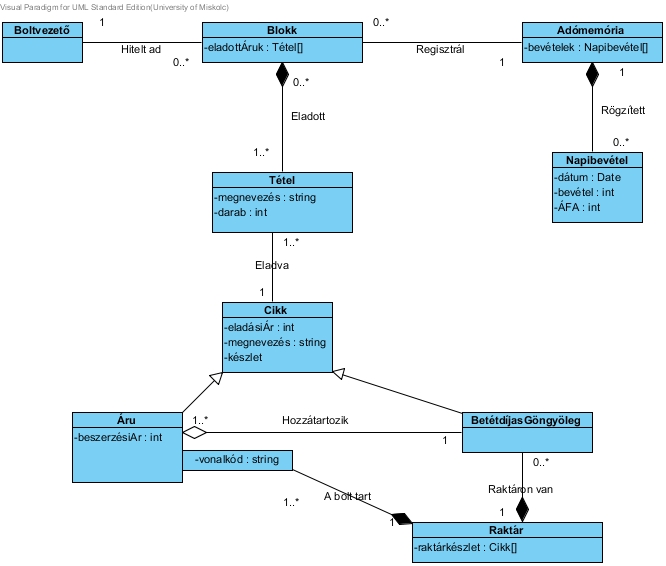 Visual Paradigm for UML Standard Edition(University of Miskolc)
Boltvezető
1
Hitelt ad
0..*
Blokk
-eladottÁruk : Tétel[]
0..*
Regisztrál
1
Adómemória
-bevételek : Napibevétel[]
0..*
Eladott
1..*
1
Rögzített
0..*
Napibevétel
-dátum : Date
-bevétel : int
-ÁFA : int
Tétel
-megnevezés : string
-darab : int
1..*
Eladva
1
Cikk
-eladásiÁr : int
-megnevezés : string
-készlet
Áru
-beszerzésiAr : int
-vonalkód : string
1..*
Hozzátartozik
1
BetétdíjasGöngyöleg
0..*
Raktáron van
1
1..*
A bolt tart
1
Raktár
-raktárkészlet : Cikk[]